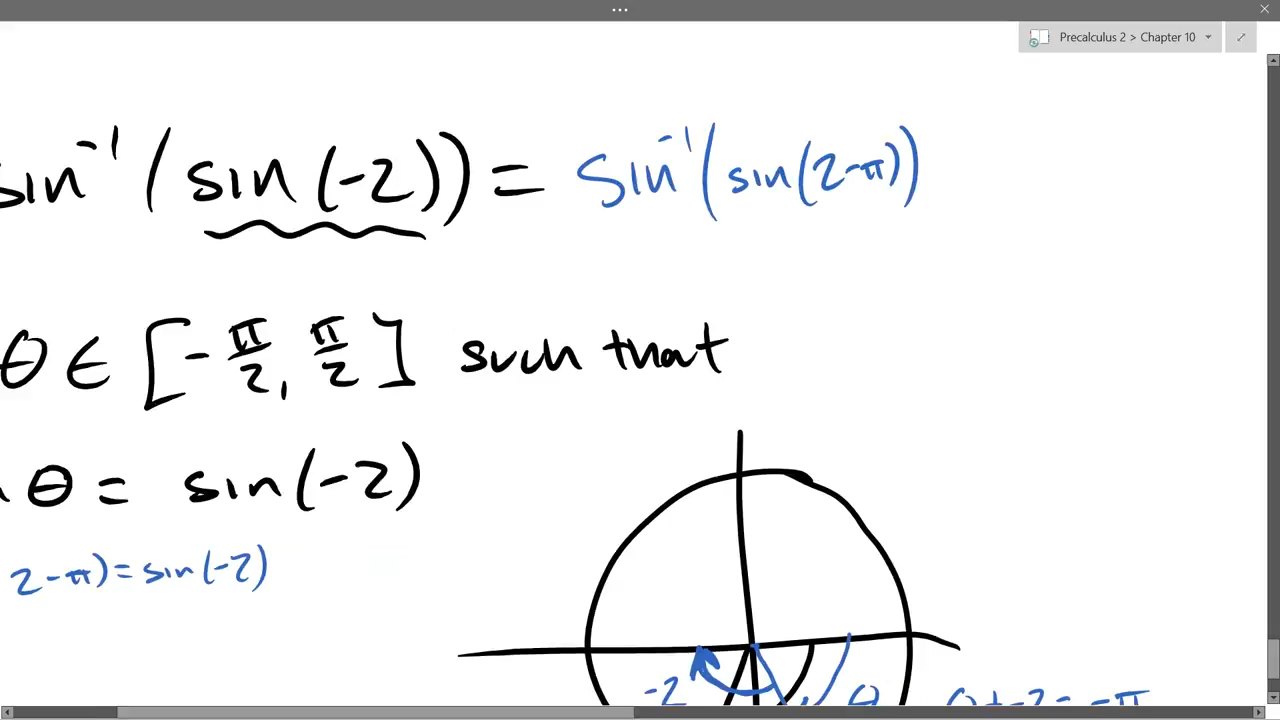 Precalculus 2 > Chapter 10
sin⁻¹(sin(-2)) = sin⁻¹(sin(2-π))
θ ∈ [-π/2, π/2] such that
θ = sin(-2)
2-π) = sin(-2)
-2 θ θ + -2 = -π